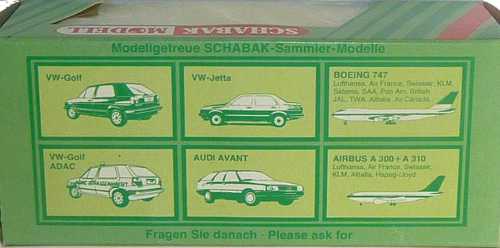 SCHABAK MODELL
Modellgetreue SCHABAK-Sammler-Modelle
VW-Golf
VW-Jetta
BOEING 747
Lufthansa, Air France, Swissair, KLM,
Sabena, SAA, Pan Am, British
JAL, TWA, Alitalia, Air Canada,
VW-Golf
ADAC
AUDI AVANT
AIRBUS A 300 + A 310
Lufthansa, Air France, Swissair,
KLM, Alitalia, Hapag-Lloyd
Fragen Sie danach - Please ask for